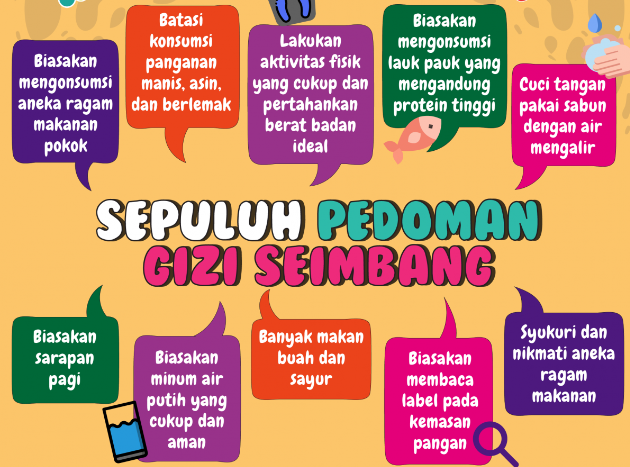 Biasakan
mengonsumsi
aneka ragam
makanan
pokok
Batasi
konsumsi
panganan
manis, asin,
dan berlemak
Lakukan
aktivitas fisik
yang cukup dan
pertahankan
berat badan
ideal
Biasakan
mengonsumsi
lauk pauk yang
mengandung
protein tinggi
Cuci tangan
pakai sabun
dengan air
mengalir
SEPULUH PEDOMAN
GIZI SEIMBANG
Biasakan
sarapan
pagi
Biasakan
minum air
putih yang
cukup dan
aman
Banyak makan
buah dan
sayur
Biasakan
membaca
label pada
kemasan
pangan
Syukuri dan
nikmati aneka
ragam
makanan